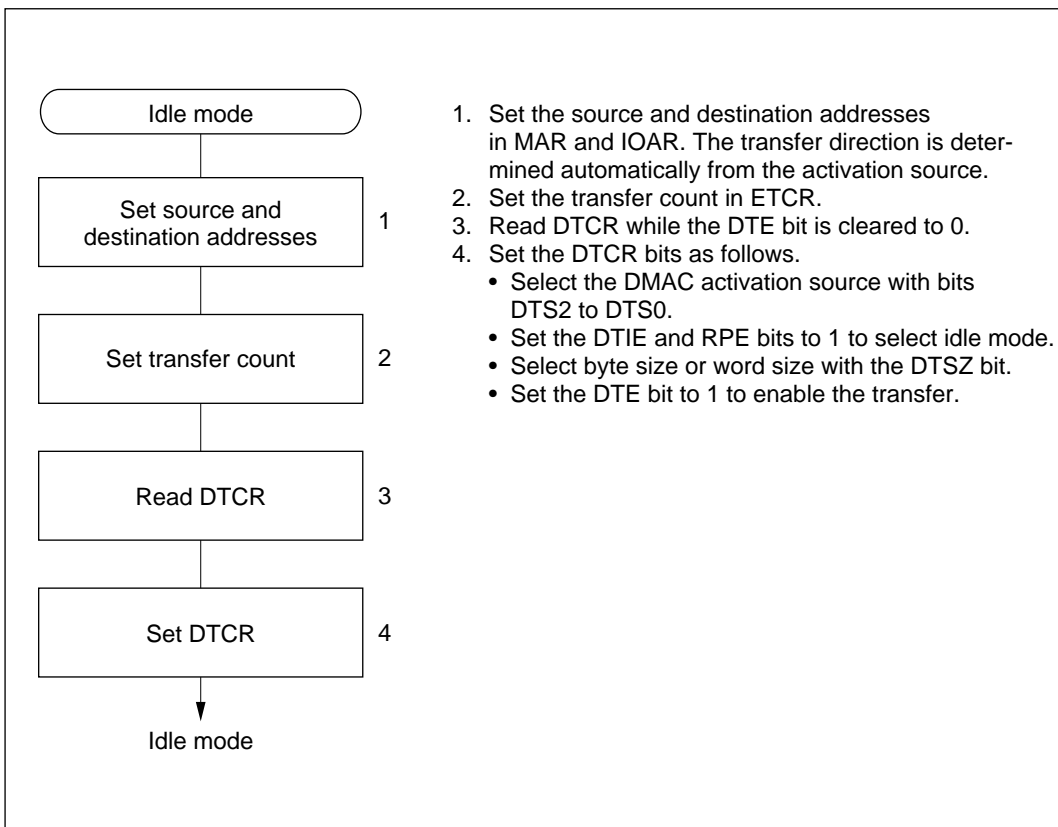 Idle mode
Set source and
destination addresses
1
Set transfer count
2
Read DTCR
3
Set DTCR
4
Idle mode
1. Set the source and destination addresses
in MAR and IOAR. The transfer direction is deter-
mined automatically from the activation source.
2. Set the transfer count in ETCR.
3. Read DTCR while the DTE bit is cleared to 0.
4. Set the DTCR bits as follows.
• Select the DMAC activation source with bits
DTS2 to DTS0.
• Set the DTIE and RPE bits to 1 to select idle mode.
• Select byte size or word size with the DTSZ bit.
• Set the DTE bit to 1 to enable the transfer.